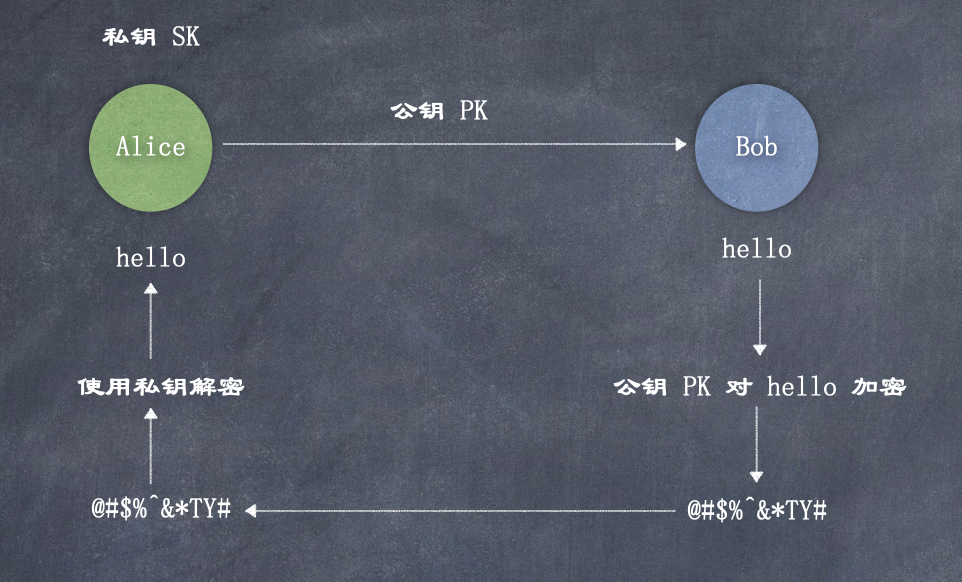 私钥 SK
公钥 PK
Alice
Bob
hello
hello
使用私钥解密
公钥 PK 对 hello 加密
@#$%^&*TY#
@#$%^&*TY#